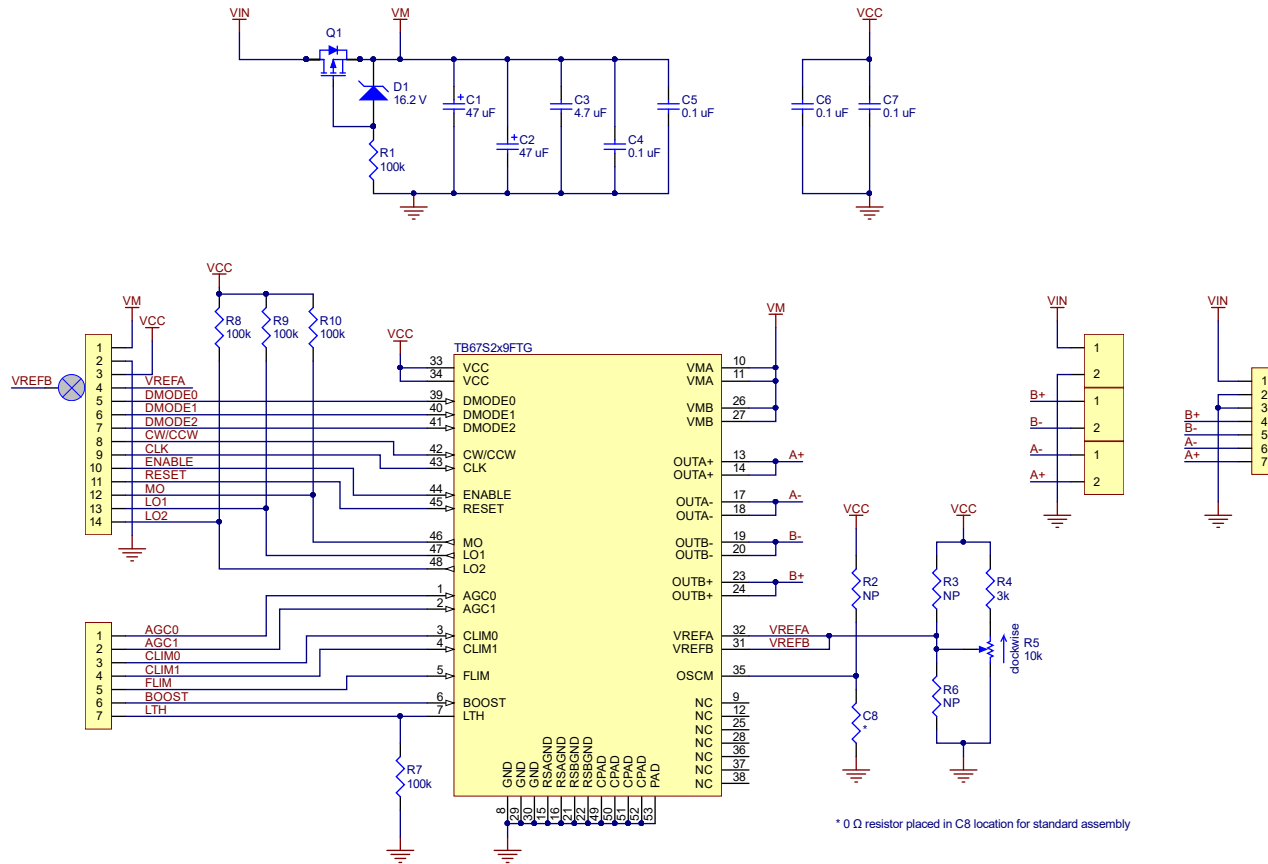 VIN
VM
VCC
Q1
D1
16.2 V
R1
100k
C1
47 uF
C2
47 uF
C3
4.7 uF
C4
0.1 uF
C5
0.1 uF
C6
0.1 uF
C7
0.1 uF
VCC
VM
VCC
VREFB
R8
100k
R9
100k
R10
100k
1
2
3
4 VREFA
5 DMODE0
6 DMODE1
7 DMODE2
8 CW/CCW
9 CLK
10 ENABLE
11 RESET
12 MO
13 LO1
14 LO2
1 AGC0
2 AGC1
3 CLIM0
4 CLIM1
5 FLIM
6 BOOST
7 LTH
R7
100k
VCC
TB67S2x9FTG
33 VCC
34 VCC
39 DMODE0
40 DMODE1
41 DMODE2
42 CW/CCW
43 CLK
44 ENABLE
45 RESET
46 MO
47 LO1
48 LO2
1 AGC0
2 AGC1
3 CLIM0
4 CLIM1
5 FLIM
6 BOOST
7 LTH
VM
VMA 10
VMA 11
VMB 26
VMB 27
OUTA+ 13 A+
OUTA+ 14
OUTA- 17 A-
OUTA- 18
OUTB- 19 B-
OUTB- 20
OUTB+ 23 B+
OUTB+ 24
VREFA 32 VREFA
VREFB 31 VREFB
OSCM 35
NC 9
NC 12
NC 25
NC 28
NC 36
NC 37
NC 38
GND 8
GND 29
GND 30
RSAGND 15
RSAGND 16
RSBGND 21
RSBGND 22
CPAD 49
CPAD 50
CPAD 51
CPAD 52
PAD 53
VCC
R2
NP
C8
*
VCC
R3
NP
R4
3k
R5
10k
clockwise
R6
NP
* 0 Ω resistor placed in C8 location for standard assembly
VIN
1
2
B+ 1
B- 2
A- 1
A+ 2
VIN
1
2
3
B+ 4
B- 5
A- 6
A+ 7